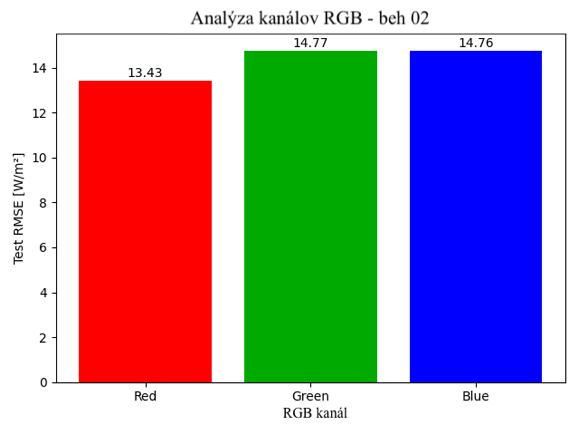 Analýza kanálov RGB - beh 02
13.43
14.77
14.76
Test RMSE [W/m²]
14
12
10
8
6
4
2
0
Red
Green
Blue
RGB kanál